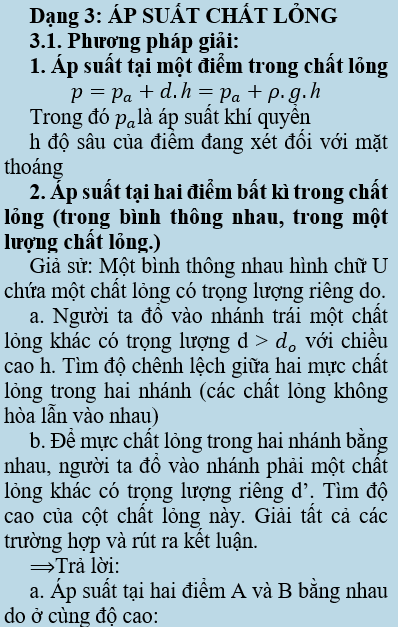 Dạng 3: ÁP SUẤT CHẤT LỎNG
3.1. Phương pháp giải:
1. Áp suất tại một điểm trong chất lỏng
p = pₐ + d.h = pₐ + ρ.g.h
Trong đó pₐlà áp suất khí quyển
h độ sâu của điểm đang xét đối với mặt
thoáng
2. Áp suất tại hai điểm bất kì trong chất
lỏng (trong bình thông nhau, trong một
lượng chất lỏng.)
Giả sử: Một bình thông nhau hình chữ U
chứa một chất lỏng có trọng lượng riêng do.
a. Người ta đổ vào nhánh trái một chất
lỏng khác có trọng lượng d > dₒ với chiều
cao h. Tìm độ chênh lệch giữa hai mực chất
lỏng trong hai nhánh (các chất lỏng không
hòa lẫn vào nhau)
b. Để mực chất lỏng trong hai nhánh bằng
nhau, người ta đổ vào nhánh phải một chất
lỏng khác có trọng lượng riêng d’. Tìm độ
cao của cột chất lỏng này. Giải tất cả các
trường hợp và rút ra kết luận.
⟹Trả lời:
a. Áp suất tại hai điểm A và B bằng nhau
do ở cùng độ cao: